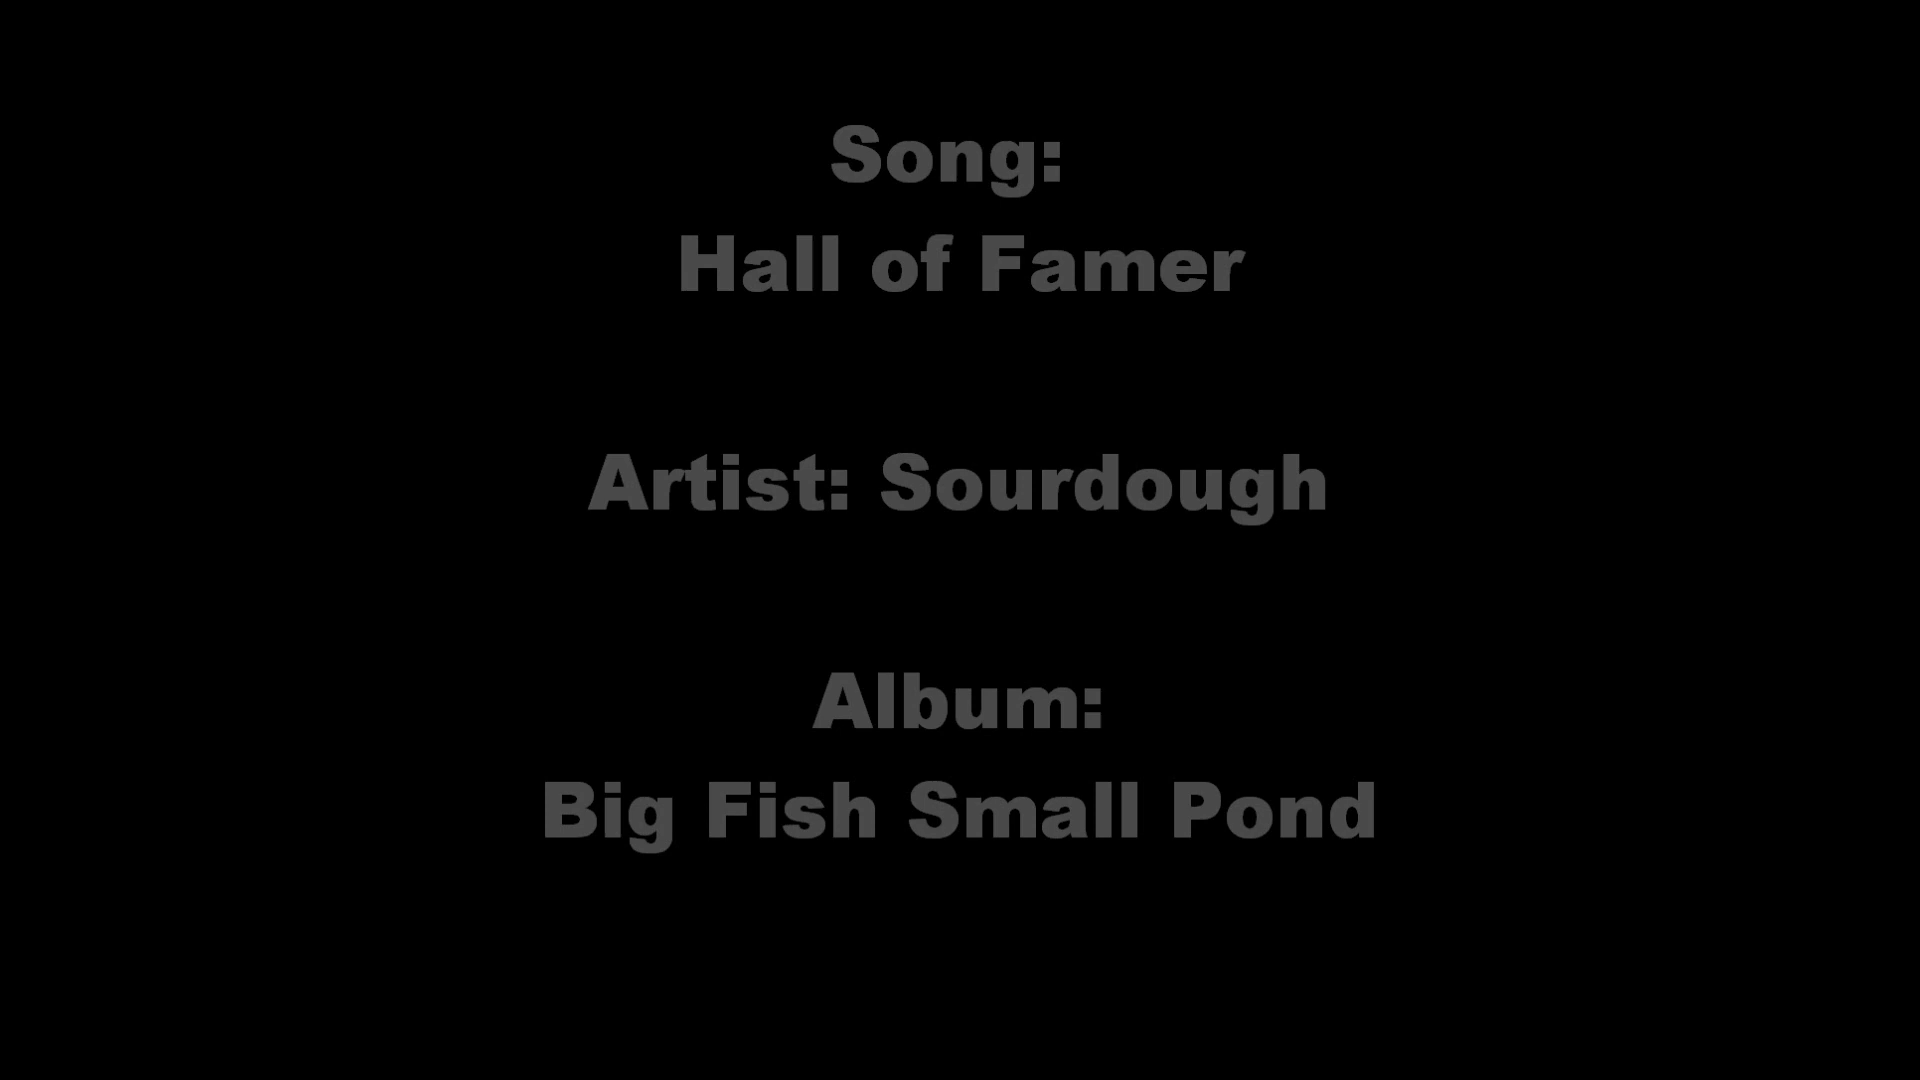 Song:
Hall of Famer
Artist: Sourdough
Album:
Big Fish Small Pond